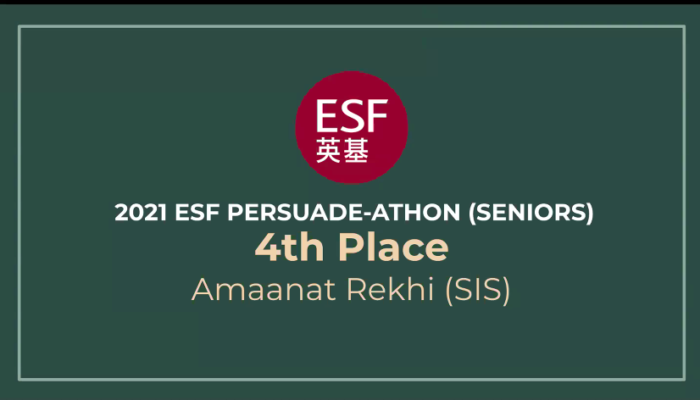 ESF
英基
2021 ESF PERSUADE-ATHON (SENIORS)
4th Place
Amaanat Rekhi (SIS)